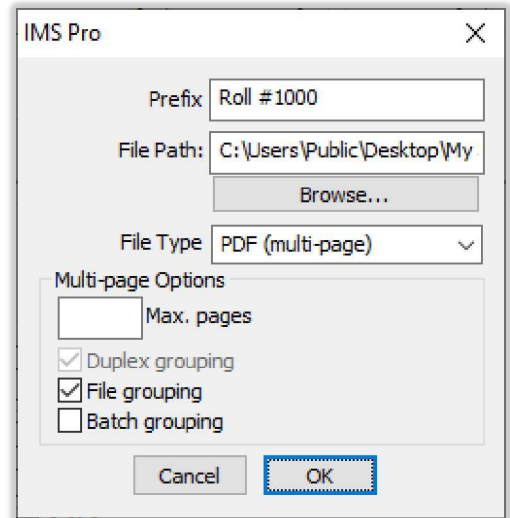 IMS Pro
Prefix Roll #1000
File Path: C:\Users\Public\Desktop\My
Browse...
File Type PDF (multi-page)
Multi-page Options
Max. pages
Duplex grouping
File grouping
Batch grouping
Cancel OK